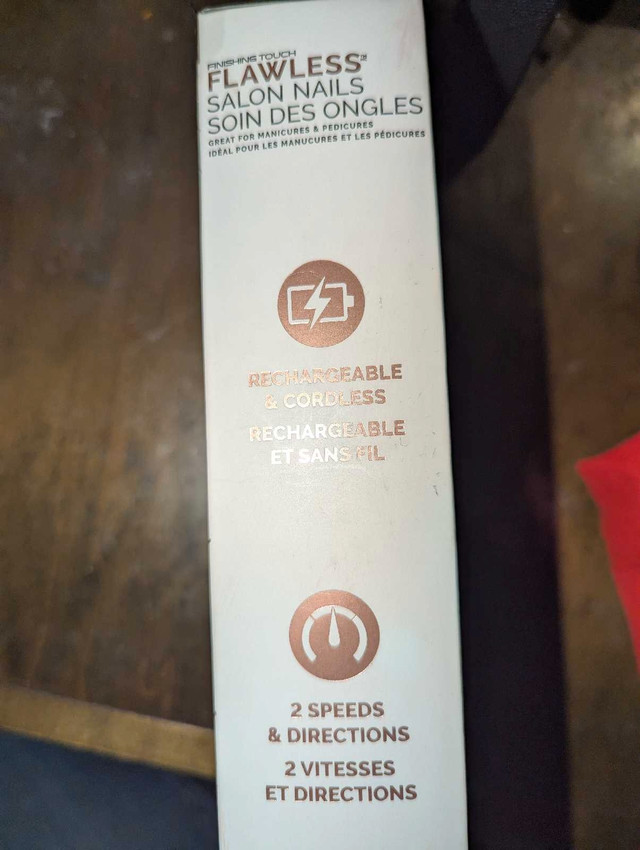 FINISHING TOUCH
FLAWLESS
SALON NAILS
SOIN DES ONGLES
GREAT FOR MANICURES & PEDICURES
IDÉAL POUR LES MANUCURES ET LES PÉDICURES
RECHARGEABLE
& CORDLESS
RECHARGEABLE
ET SANS FIL
2 SPEEDS
& DIRECTIONS
2 VITESSES
ET DIRECTIONS